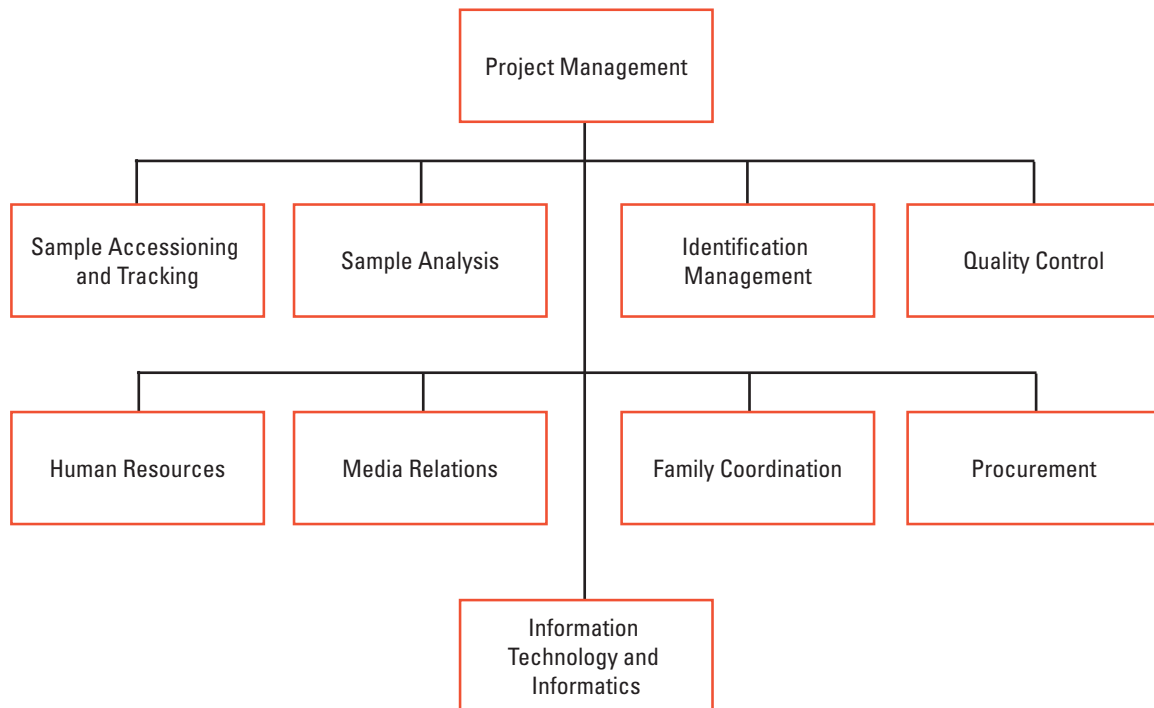 Project Management
Sample Accessioning
and Tracking
Sample Analysis
Identification
Management
Quality Control
Human Resources
Media Relations
Family Coordination
Procurement
Information
Technology and
Informatics